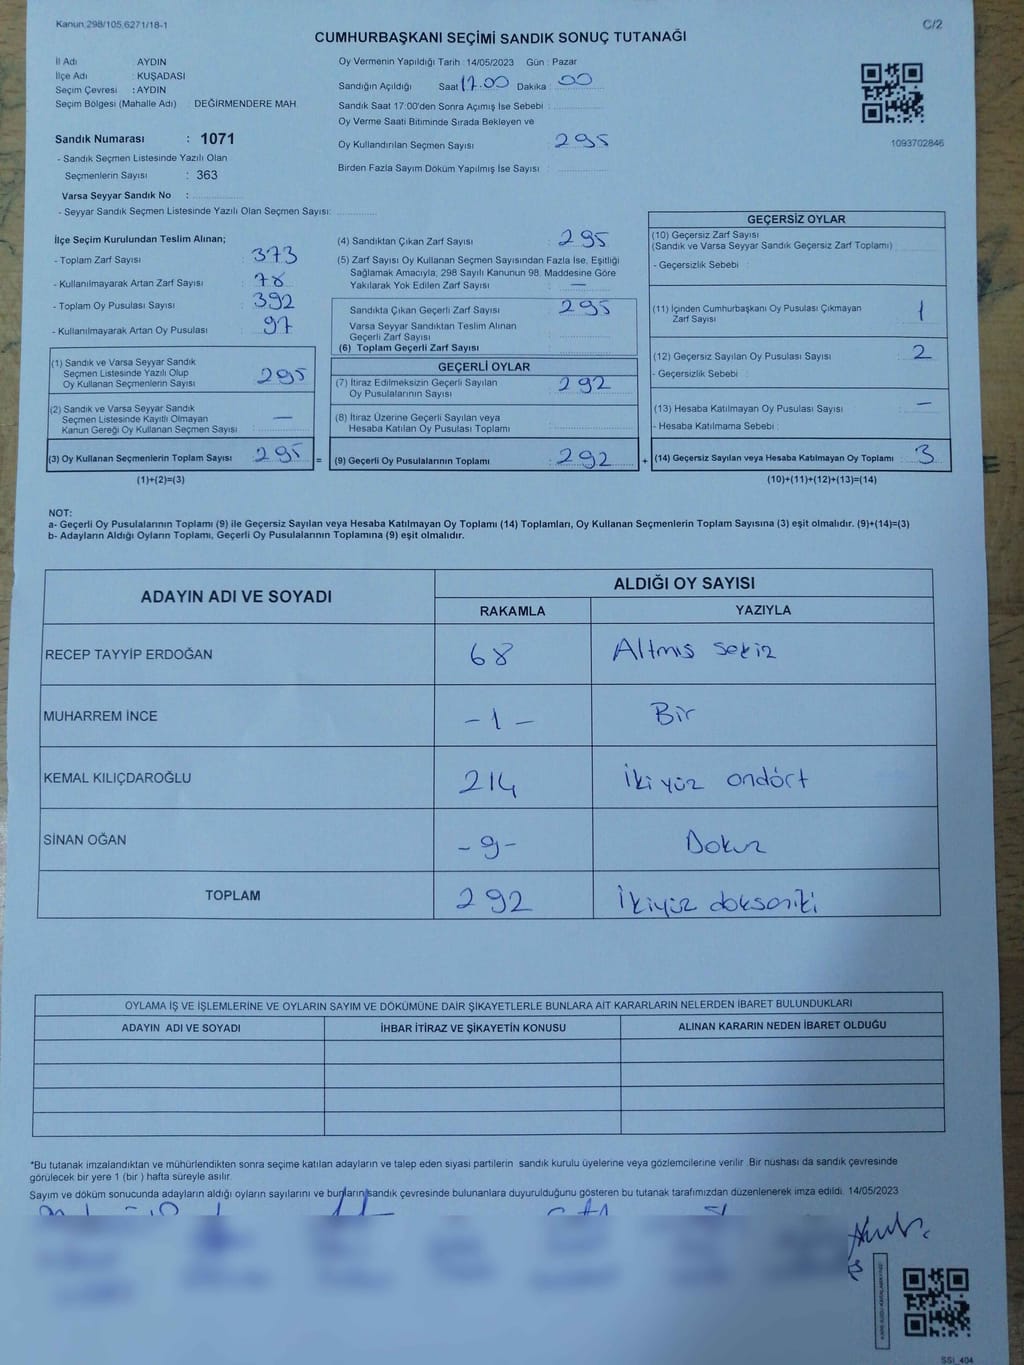 Kanun 298/105,6271/18-1
C/2
CUMHURBAŞKANI SEÇİMİ SANDIK SONUÇ TUTANAĞI
İl Adı : AYDIN
İlçe Adı : KUŞADASI
Seçim Çevresi : AYDIN
Seçim Bölgesi (Mahalle Adı) : DEĞİRMENDERE MAH.
Sandık Numarası : 1071
- Sandık Seçmen Listesinde Yazılı Olan
Seçmenlerin Sayısı : 363
Varsa Seyyar Sandık No :
- Seyyar Sandık Seçmen Listesinde Yazılı Olan Seçmen Sayısı:
Oy Vermenin Yapıldığı Tarih : 14/05/2023 Gün : Pazar
Sandığın Açıldığı Saat 17.00 Dakika : 00
Sandık Saat 17:00'den Sonra Açımış İse Sebebi :
Oy Verme Saati Bitiminde Sırada Bekleyen ve
Oy Kullandırılan Seçmen Sayısı : 295
Birden Fazla Sayım Döküm Yapılmış İse Sayısı :
1093702846
İlçe Seçim Kurulundan Teslim Alınan;
- Toplam Zarf Sayısı : 373
- Kullanılmayarak Artan Zarf Sayısı : 78
- Toplam Oy Pusulası Sayısı : 392
- Kullanılmayarak Artan Oy Pusulası : 97
(1) Sandık ve Varsa Seyyar Sandık
Seçmen Listesinde Yazılı Olup
Oy Kullanan Seçmenlerin Sayısı : 295
(2) Sandık ve Varsa Seyyar Sandık
Seçmen Listesinde Kayıtlı Olmayan
Kanun Gereği Oy Kullanan Seçmen Sayısı : —
(3) Oy Kullanan Seçmenlerin Toplam Sayısı : 295 =
(1)+(2)=(3)
(4) Sandıktan Çıkan Zarf Sayısı : 295
(5) Zarf Sayısı Oy Kullanan Seçmen Sayısından Fazla İse, Eşitliği
Sağlamak Amacıyla; 298 Sayılı Kanunun 98. Maddesine Göre
Yakılarak Yok Edilen Zarf Sayısı : —
Sandıkta Çıkan Geçerli Zarf Sayısı : 295
Varsa Seyyar Sandıktan Teslim Alınan
Geçerli Zarf Sayısı :
(6) Toplam Geçerli Zarf Sayısı :
GEÇERLİ OYLAR
(7) İtiraz Edilmeksizin Geçerli Sayılan
Oy Pusulalarının Sayısı : 292
(8) İtiraz Üzerine Geçerli Sayılan veya
Hesaba Katılan Oy Pusulası Toplamı :
(9) Geçerli Oy Pusulalarının Toplamı : 292 +
GEÇERSİZ OYLAR
(10) Geçersiz Zarf Sayısı
(Sandık ve Varsa Seyyar Sandık Geçersiz Zarf Toplamı)
- Geçersizlik Sebebi :
(11) İçinden Cumhurbaşkanı Oy Pusulası Çıkmayan
Zarf Sayısı : 1
(12) Geçersiz Sayılan Oy Pusulası Sayısı : 2
- Geçersizlik Sebebi :
(13) Hesaba Katılmayan Oy Pusulası Sayısı : —
- Hesaba Katılmama Sebebi :
(14) Geçersiz Sayılan veya Hesaba Katılmayan Oy Toplamı : 3
(10)+(11)+(12)+(13)=(14)
NOT:
a- Geçerli Oy Pusulalarının Toplamı (9) ile Geçersiz Sayılan veya Hesaba Katılmayan Oy Toplamı (14) Toplamları, Oy Kullanan Seçmenlerin Toplam Sayısına (3) eşit olmalıdır. (9)+(14)=(3)
b- Adayların Aldığı Oyların Toplamı, Geçerli Oy Pusulalarının Toplamına (9) eşit olmalıdır.
ADAYIN ADI VE SOYADI
ALDIĞI OY SAYISI
RAKAMLA YAZIYLA
RECEP TAYYİP ERDOĞAN 68 Altmış sekiz
MUHARREM İNCE -1- Bir
KEMAL KILIÇDAROĞLU 214 İki yüz ondört
SİNAN OĞAN -9- Dokuz
TOPLAM 292 İkiyüz doksaniki
OYLAMA İŞ VE İŞLEMLERİNE VE OYLARIN SAYIM VE DÖKÜMÜNE DAİR ŞİKAYETLERLE BUNLARA AİT KARARLARIN NELERDEN İBARET BULUNDUKLARI
ADAYIN ADI VE SOYADI İHBAR İTİRAZ VE ŞİKAYETİN KONUSU ALINAN KARARIN NEDEN İBARET OLDUĞU
*Bu tutanak imzalandıktan ve mühürlendikten sonra seçime katılan adayların ve talep eden siyasi partilerin sandık kurulu üyelerine veya gözlemcilerine verilir. Bir nüshası da sandık çevresinde
görülecek bir yere 1 (bir ) hafta süreyle asılır.
Sayım ve döküm sonucunda adayların aldığı oyların sayılarını ve bunların sandık çevresinde bulunanlara duyurulduğunu gösteren bu tutanak tarafımızdan düzenlenerek imza edildi. 14/05/2023
SSI_404